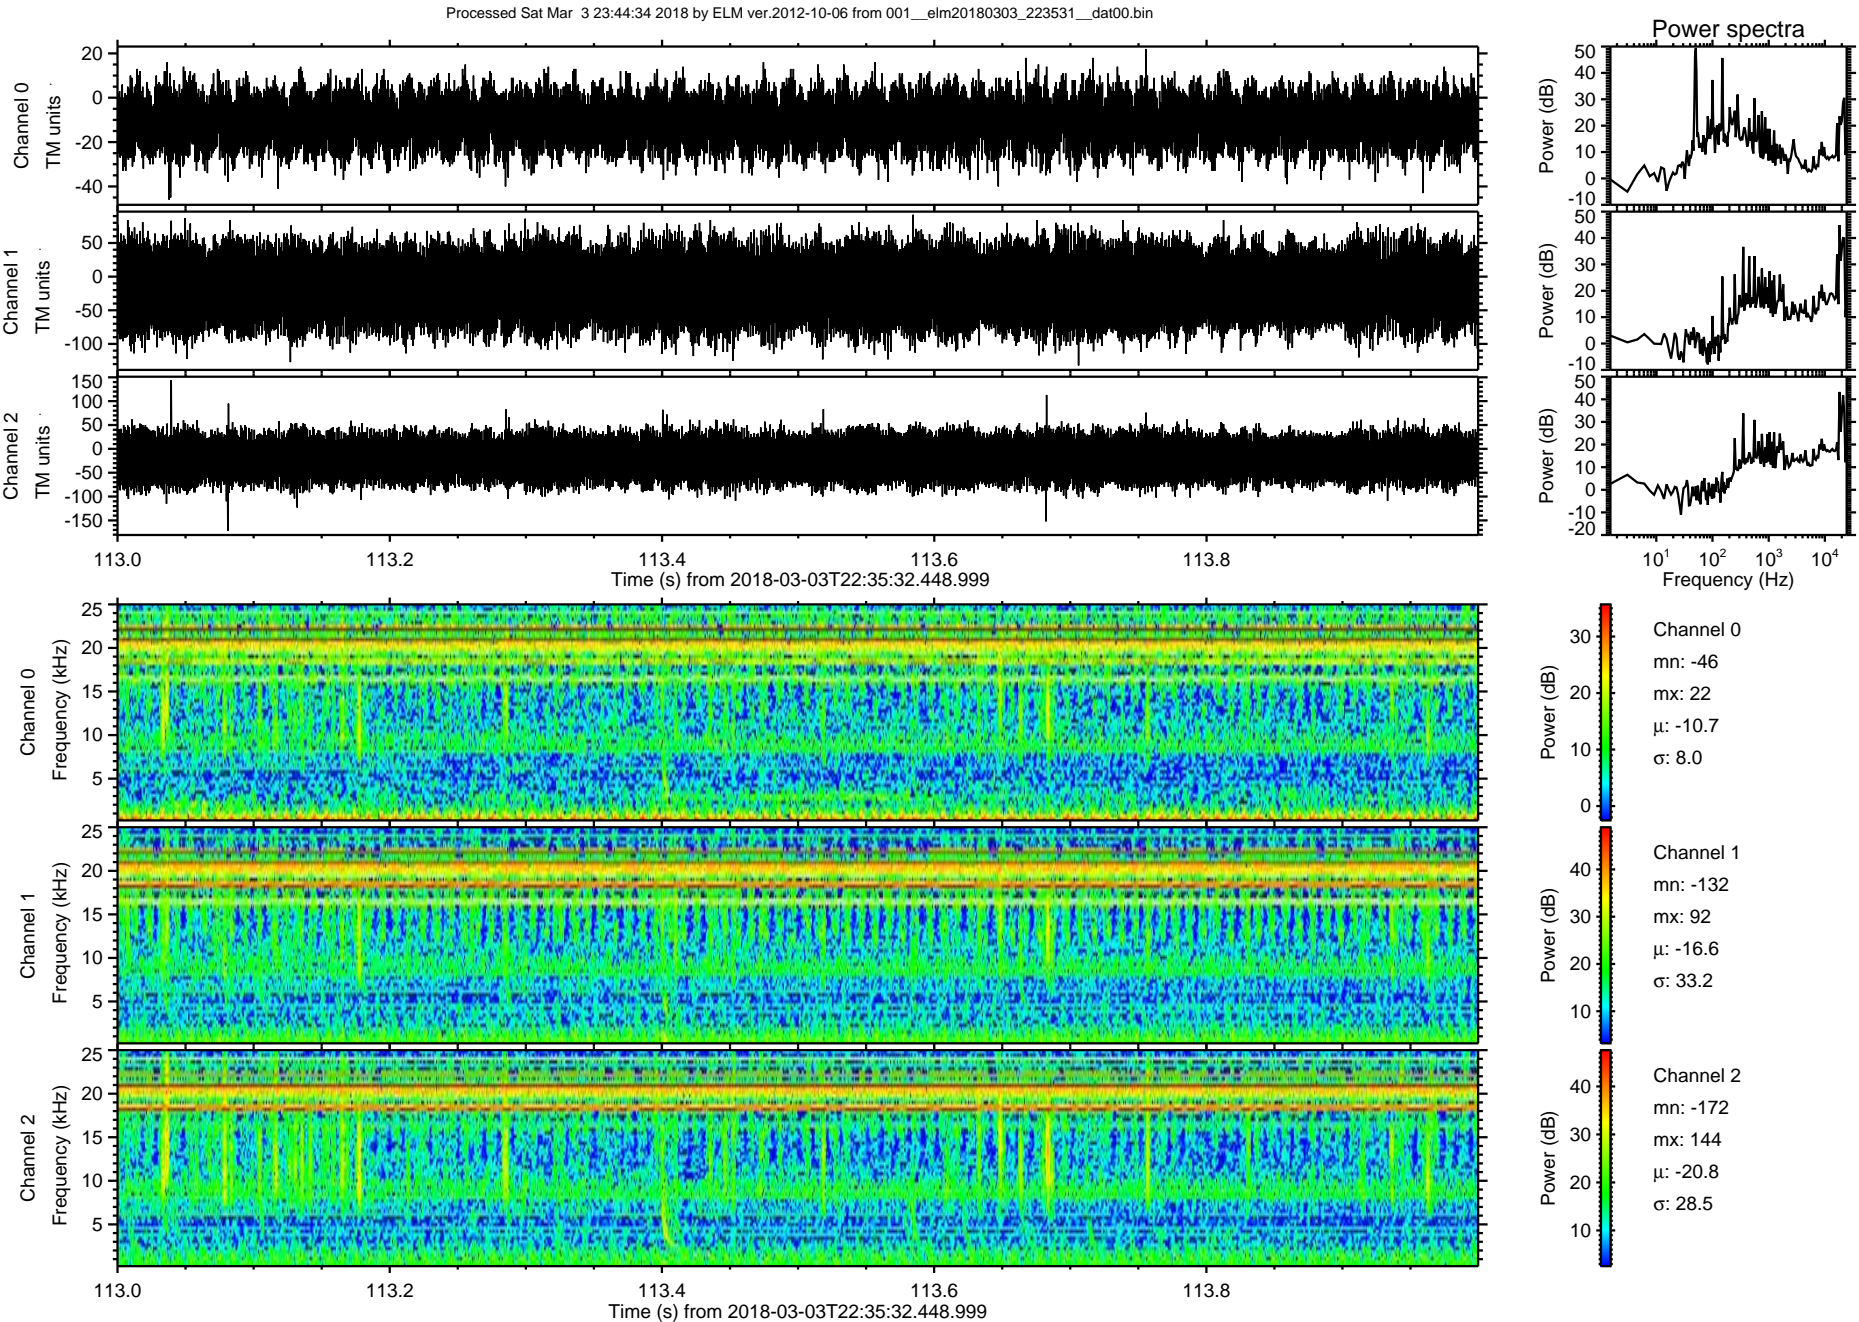 Processed Sat Mar  3 23:44:34 2018 by ELM ver.2012-10-06 from 001__elm20180303_223531__dat00.bin
Power spectra
Channel 0
TM units
20
0
-20
-40
Power (dB)
50
40
30
20
10
0
-10
Channel 1
TM units
50
0
-50
-100
Power (dB)
50
40
30
20
10
0
-10
Channel 2
TM units
150
100
50
0
-50
-100
-150
Power (dB)
50
40
30
20
10
0
-10
-20
113.0 113.2 113.4 113.6 113.8
Time (s) from 2018-03-03T22:35:32.448.999
10^1 10^2 10^3 10^4
Frequency (Hz)
Channel 0
Frequency (kHz)
25
20
15
10
5
Power (dB)
30
20
10
0
Channel 0
mn: -46
mx: 22
μ: -10.7
σ: 8.0
Channel 1
Frequency (kHz)
25
20
15
10
5
Power (dB)
40
30
20
10
Channel 1
mn: -132
mx: 92
μ: -16.6
σ: 33.2
Channel 2
Frequency (kHz)
25
20
15
10
5
Power (dB)
40
30
20
10
Channel 2
mn: -172
mx: 144
μ: -20.8
σ: 28.5
113.0 113.2 113.4 113.6 113.8
Time (s) from 2018-03-03T22:35:32.448.999